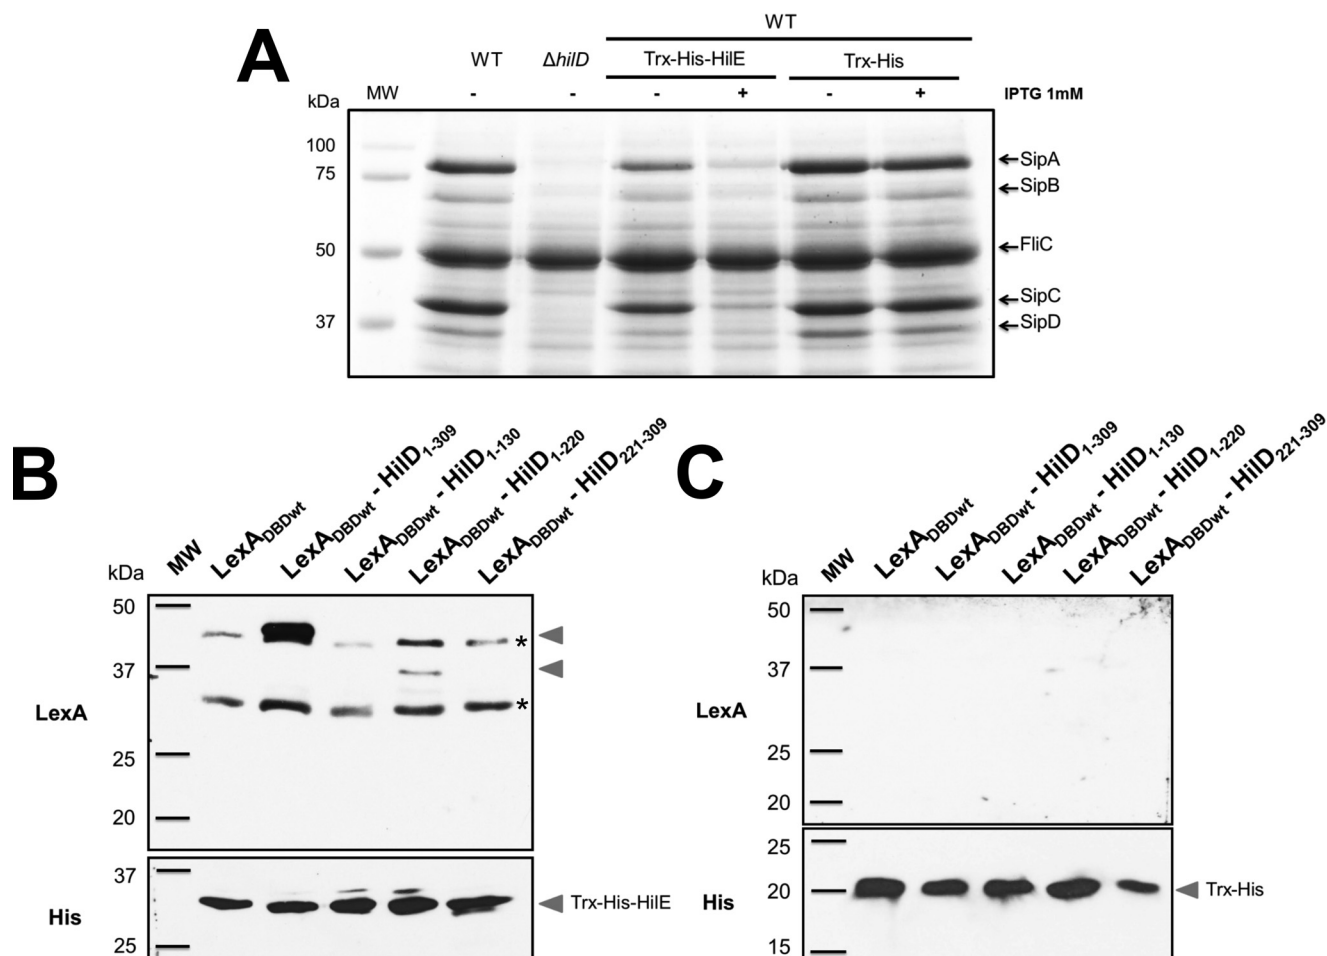 A
WT
WT ΔhilD Trx-His-HilE Trx-His
kDa MW - - - + - + IPTG 1mM
100
75
50
37
←SipA
←SipB
←FliC
←SipC
←SipD
B
kDa MW LexADBDwt LexADBDwt - HilD1-309 LexADBDwt - HilD1-130 LexADBDwt - HilD1-220 LexADBDwt - HilD221-309
50
37
25
20
LexA
*
*
37
25
His
Trx-His-HilE
C
kDa MW LexADBDwt LexADBDwt - HilD1-309 LexADBDwt - HilD1-130 LexADBDwt - HilD1-220 LexADBDwt - HilD221-309
50
37
25
20
LexA
25
20
15
His
Trx-His